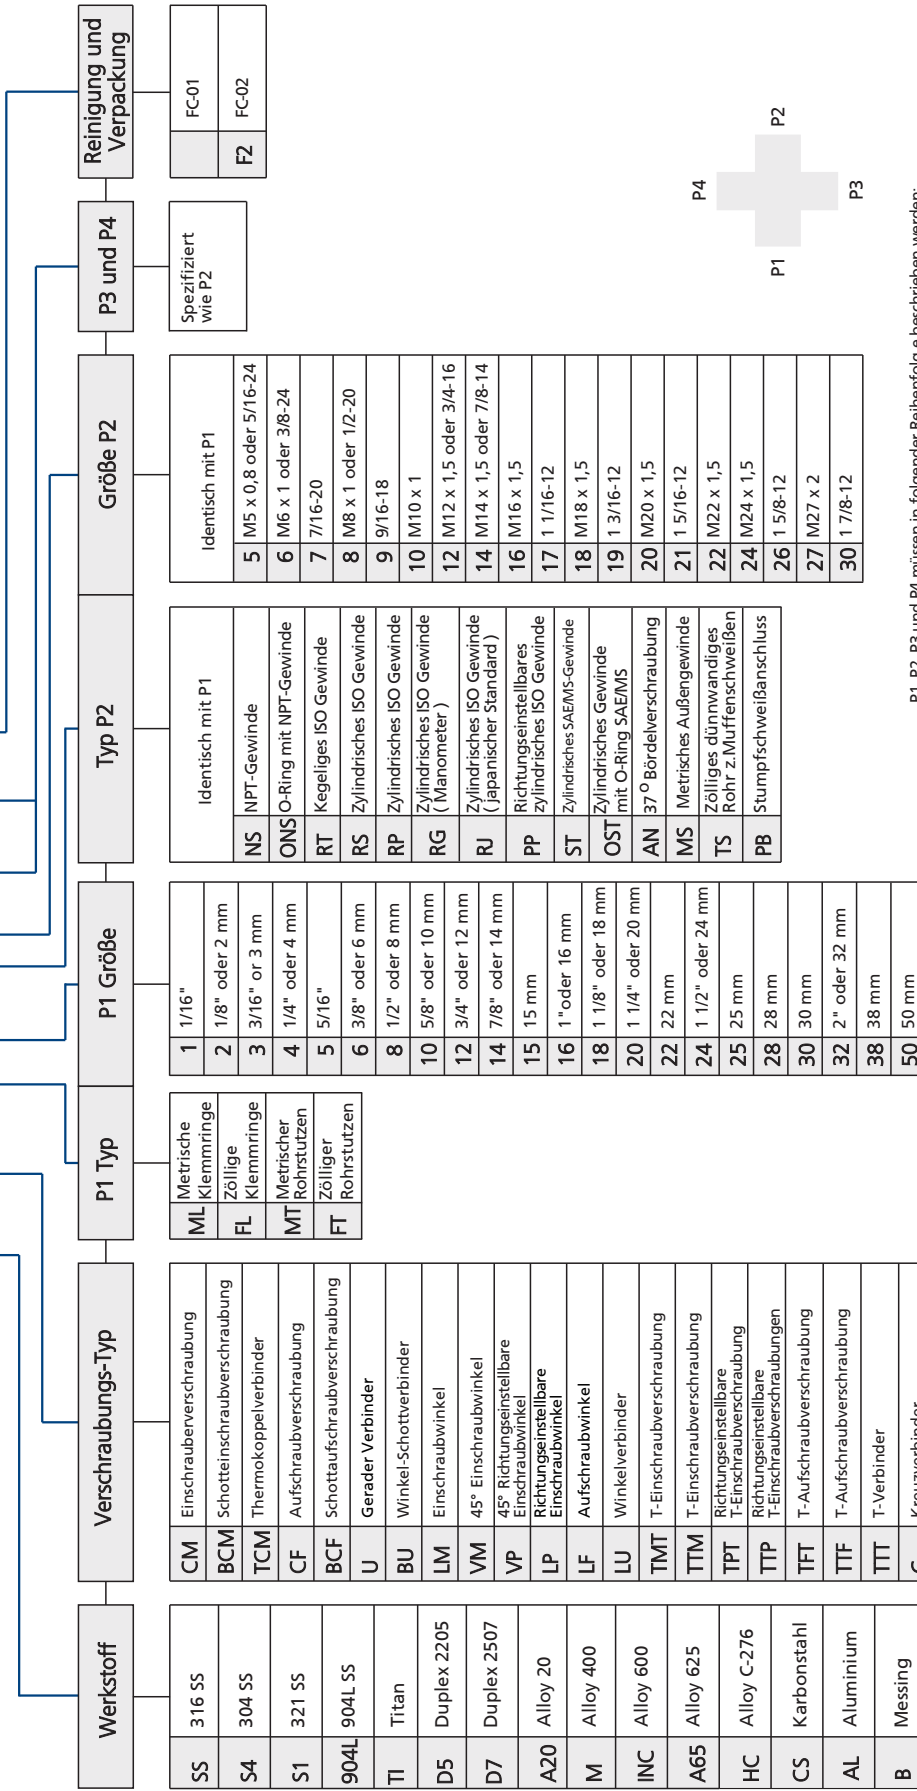 Werkstoff
SS 316 SS
S4 304 SS
S1 321 SS
904L 904L SS
TI Titan
D5 Duplex 2205
D7 Duplex 2507
A20 Alloy 20
M Alloy 400
INC Alloy 600
A65 Alloy 625
HC Alloy C-276
CS Karbonstahl
AL Aluminium
B Messing
Verschraubungs-Typ
CM Einschrauberverschraubung
BCM Schotteinschraubverschraubung
TCM Thermokoppelverbinder
CF Aufschraubverschraubung
BCF Schottaufschraubverschraubung
U Gerader Verbinder
BU Winkel-Schottverbinder
LM Einschraubwinkel
VM 45° Einschraubwinkel
VP 45° Richtungseinstellbare
Einschraubwinkel
LP Richtungseinstellbare
Einschraubwinkel
LF Aufschraubwinkel
LU Winkelverbinder
TMT T-Einschraubverschraubung
TTM T-Einschraubverschraubung
TPT Richtungseinstellbare
T-Einschraubverschraubung
TTP Richtungseinstellbare
T-Einschraubverschraubungen
TFT T-Aufschraubverschraubung
TTF T-Aufschraubverschraubung
TTT T-Verbinder
C Kreuzverbinder
P1 Typ
ML Metrische
Klemmringe
FL Zöllige
Klemmringe
MT Metrischer
Rohrstutzen
FT Zölliger
Rohrstutzen
P1 Größe
1 1/16"
2 1/8" oder 2 mm
3 3/16" or 3 mm
4 1/4" oder 4 mm
5 5/16"
6 3/8" oder 6 mm
8 1/2" oder 8 mm
10 5/8" oder 10 mm
12 3/4" oder 12 mm
14 7/8" oder 14 mm
15 15 mm
16 1"oder 16 mm
18 1 1/8" oder 18 mm
20 1 1/4" oder 20 mm
22 22 mm
24 1 1/2" oder 24 mm
25 25 mm
28 28 mm
30 30 mm
32 2" oder 32 mm
38 38 mm
50 50 mm
Typ P2
Identisch mit P1
NS NPT-Gewinde
ONS O-Ring mit NPT-Gewinde
RT Kegeliges ISO Gewinde
RS Zylindrisches ISO Gewinde
RP Zylindrisches ISO Gewinde
RG Zylindrisches ISO Gewinde
( Manometer )
RJ Zylindrisches ISO Gewinde
( japanischer Standard )
PP Richtungseinstellbares
zylindrisches ISO Gewinde
ST Zylindrisches SAE/MS-Gewinde
OST Zylindrisches Gewinde
mit O-Ring SAE/MS
AN 37° Bördelverschraubung
MS Metrisches Außengewinde
TS Zölliges dünnwandiges
Rohr z.Muffenschweißen
PB Stumpfschweißanschluss
Größe P2
Identisch mit P1
5 M5 x 0,8 oder 5/16-24
6 M6 x 1 oder 3/8-24
7 7/16-20
8 M8 x 1 oder 1/2-20
9 9/16-18
10 M10 x 1
12 M12 x 1,5 oder 3/4-16
14 M14 x 1,5 oder 7/8-14
16 M16 x 1,5
17 1 1/16-12
18 M18 x 1,5
19 1 3/16-12
20 M20 x 1,5
21 1 5/16-12
22 M22 x 1,5
24 M24 x 1,5
26 1 5/8-12
27 M27 x 2
30 1 7/8-12
P3 und P4
Spezifiziert
wie P2
Reinigung und
Verpackung
FC-01
F2 FC-02
P4
P1 P2
P3
P1, P2, P3 und P4 müssen in folgender Reihenfolg e beschrieben werden: